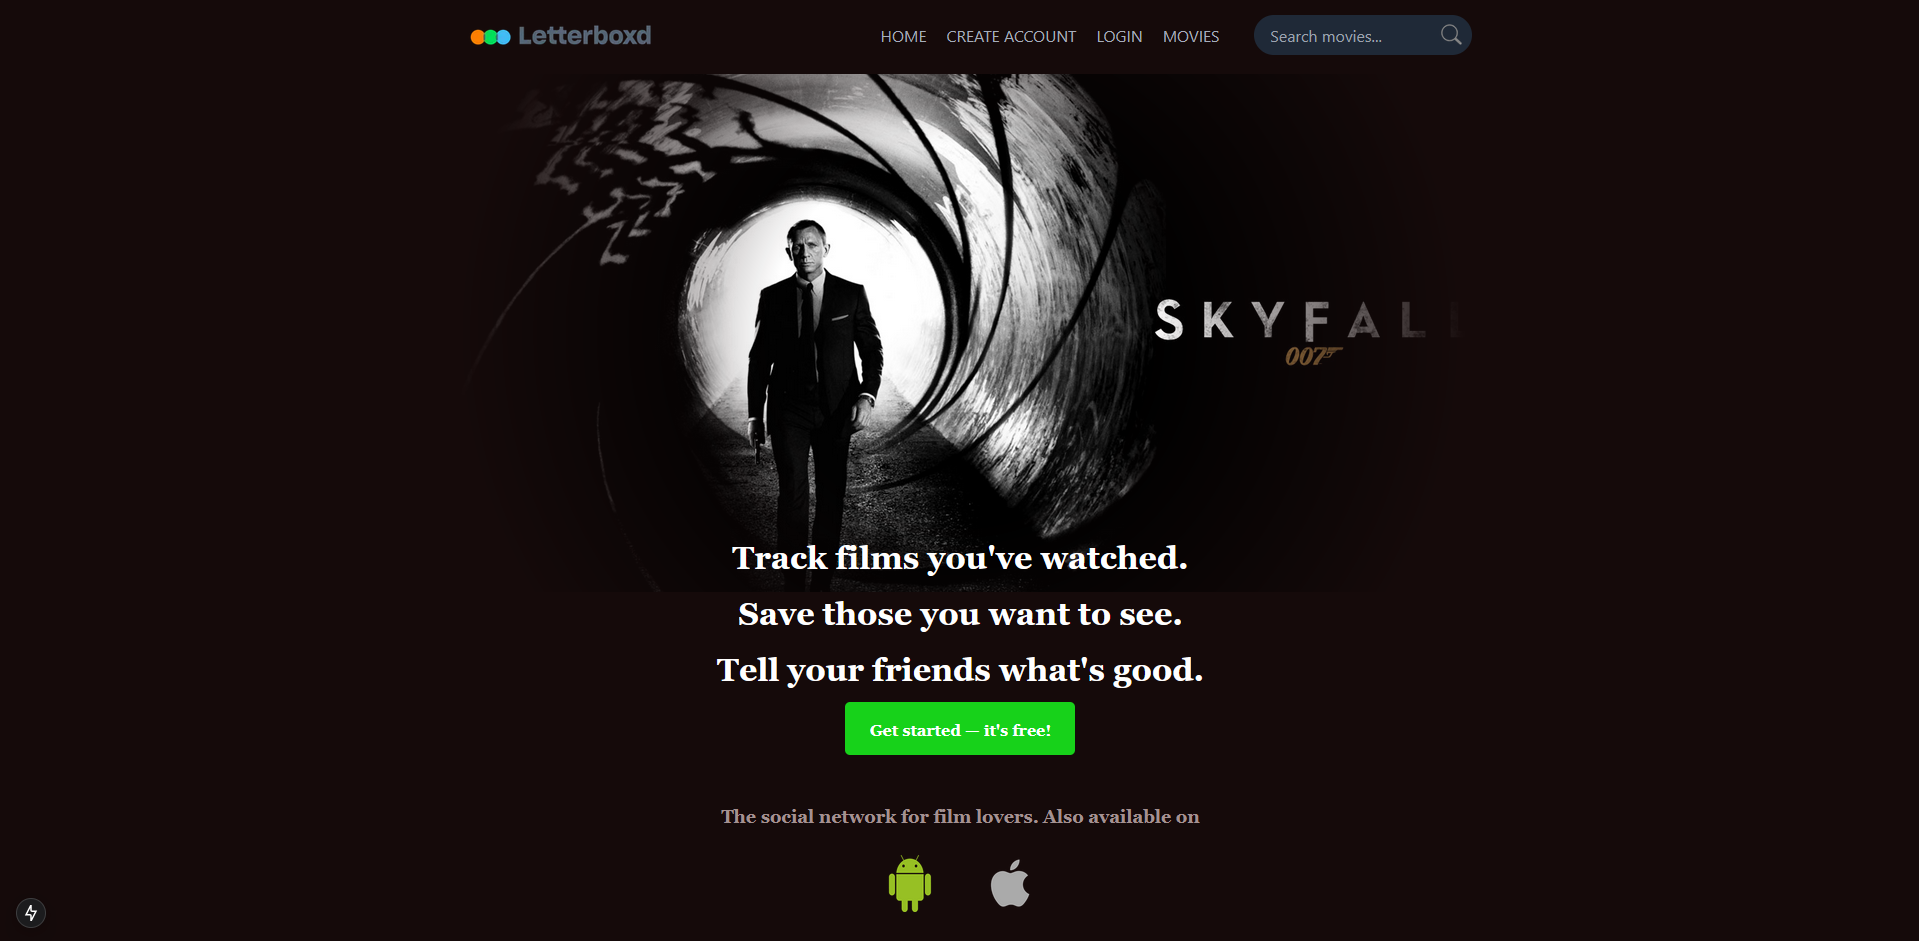 Letterboxd
HOME CREATE ACCOUNT LOGIN MOVIES Search movies...
SKYFALL
007
Track films you've watched.
Save those you want to see.
Tell your friends what's good.
Get started — it's free!
The social network for film lovers. Also available on